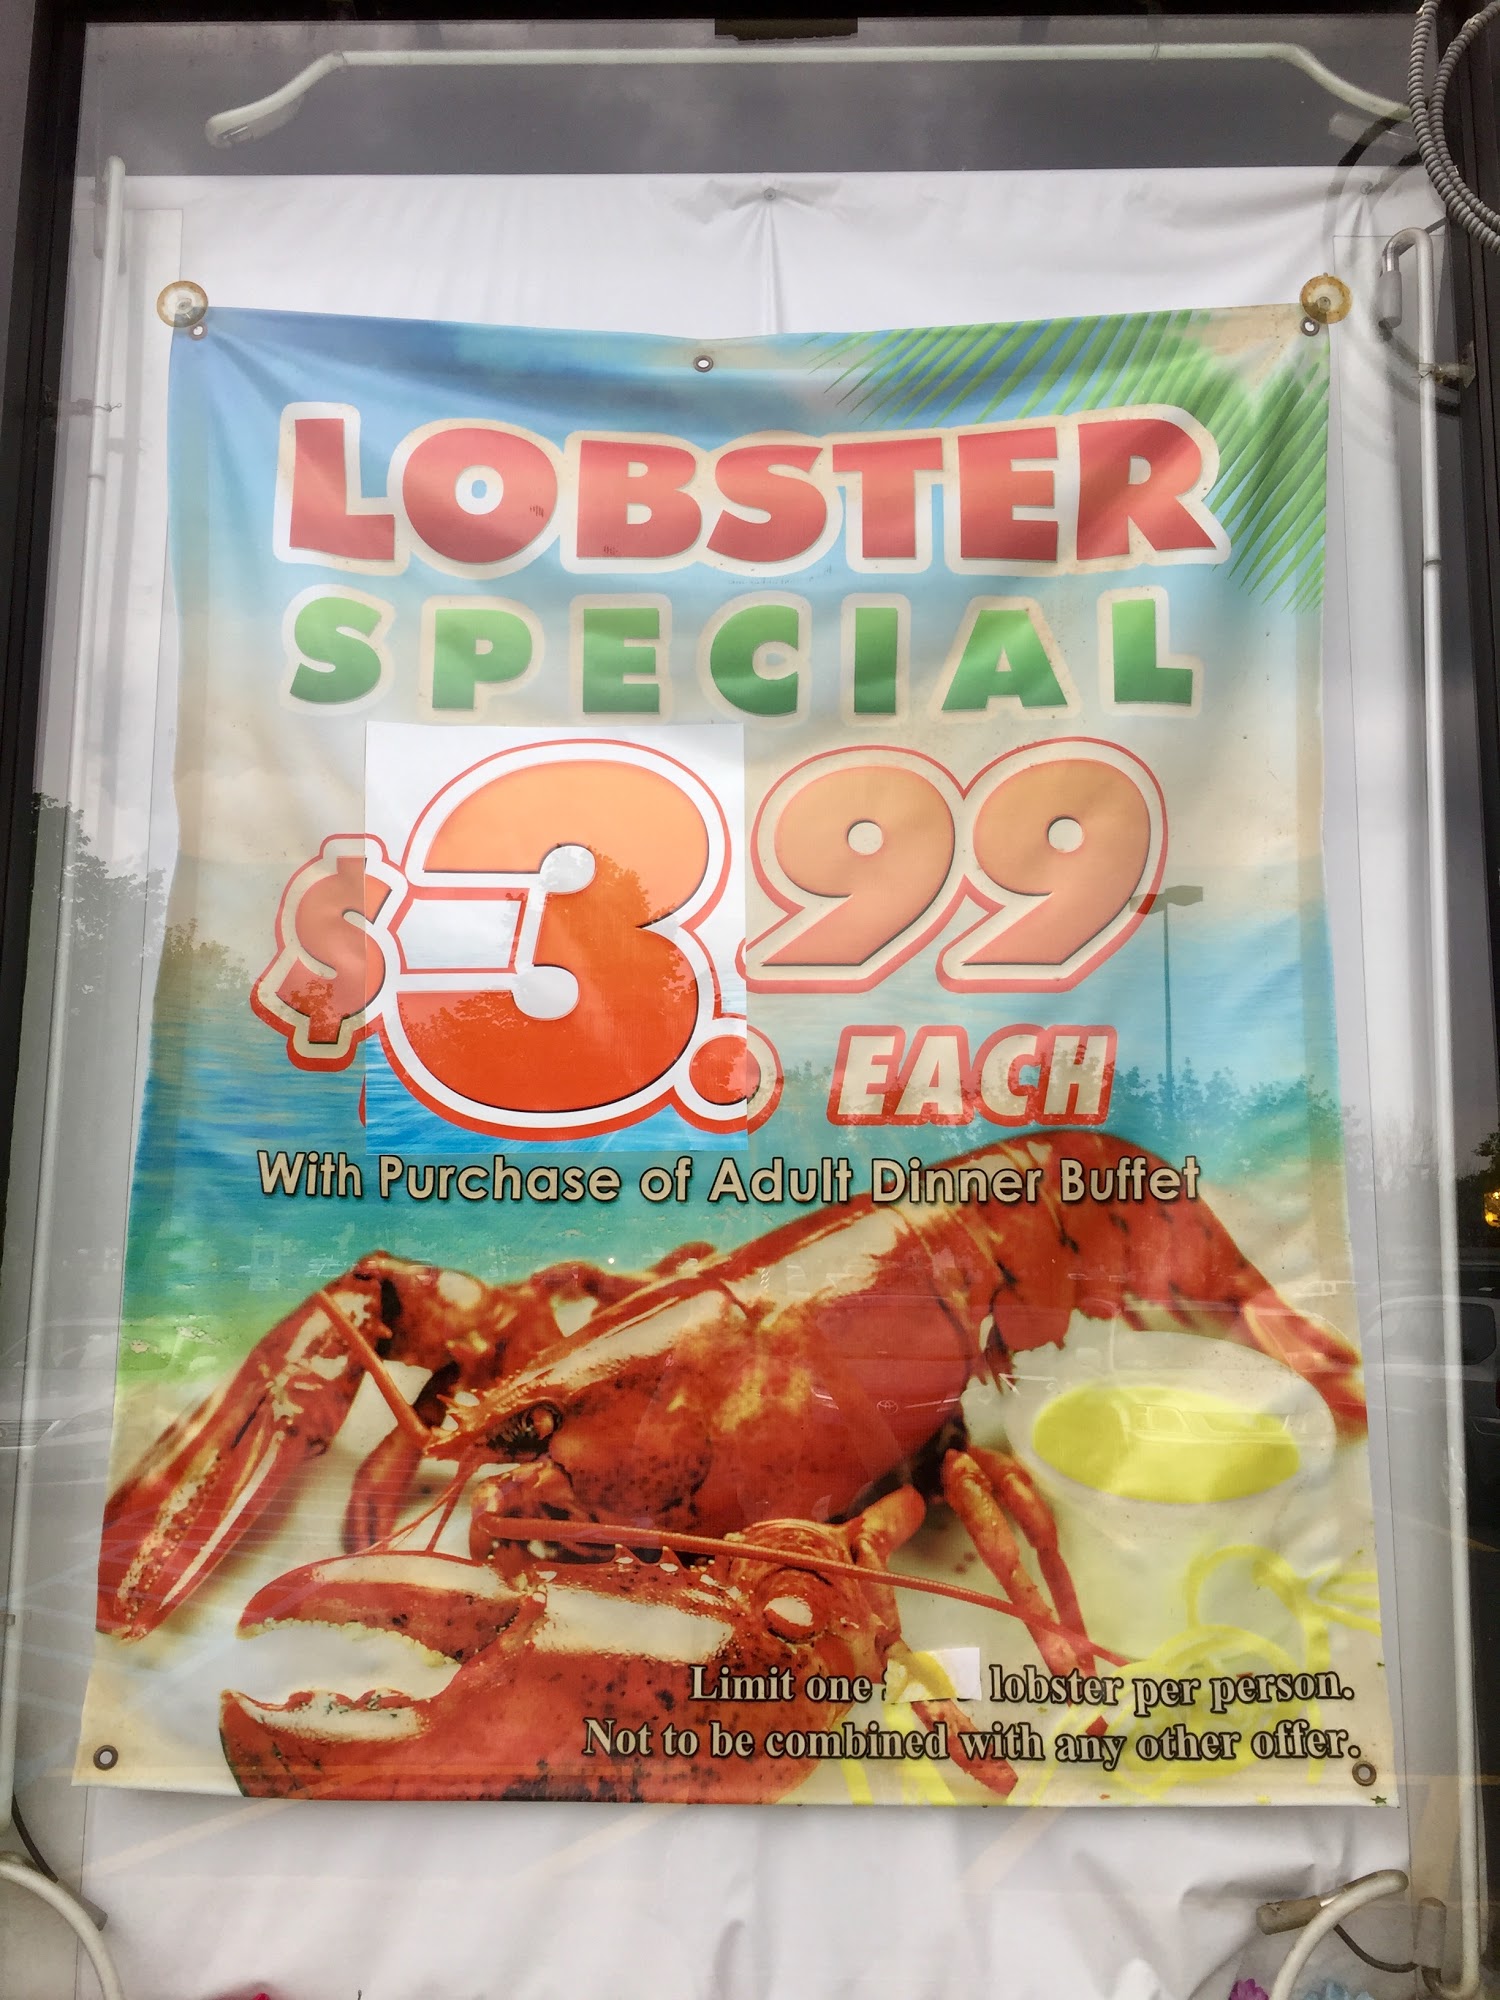 LOBSTER
SPECIAL
$3.99
EACH
With Purchase of Adult Dinner Buffet
Limit one lobster per person.
Not to be combined with any other offer.